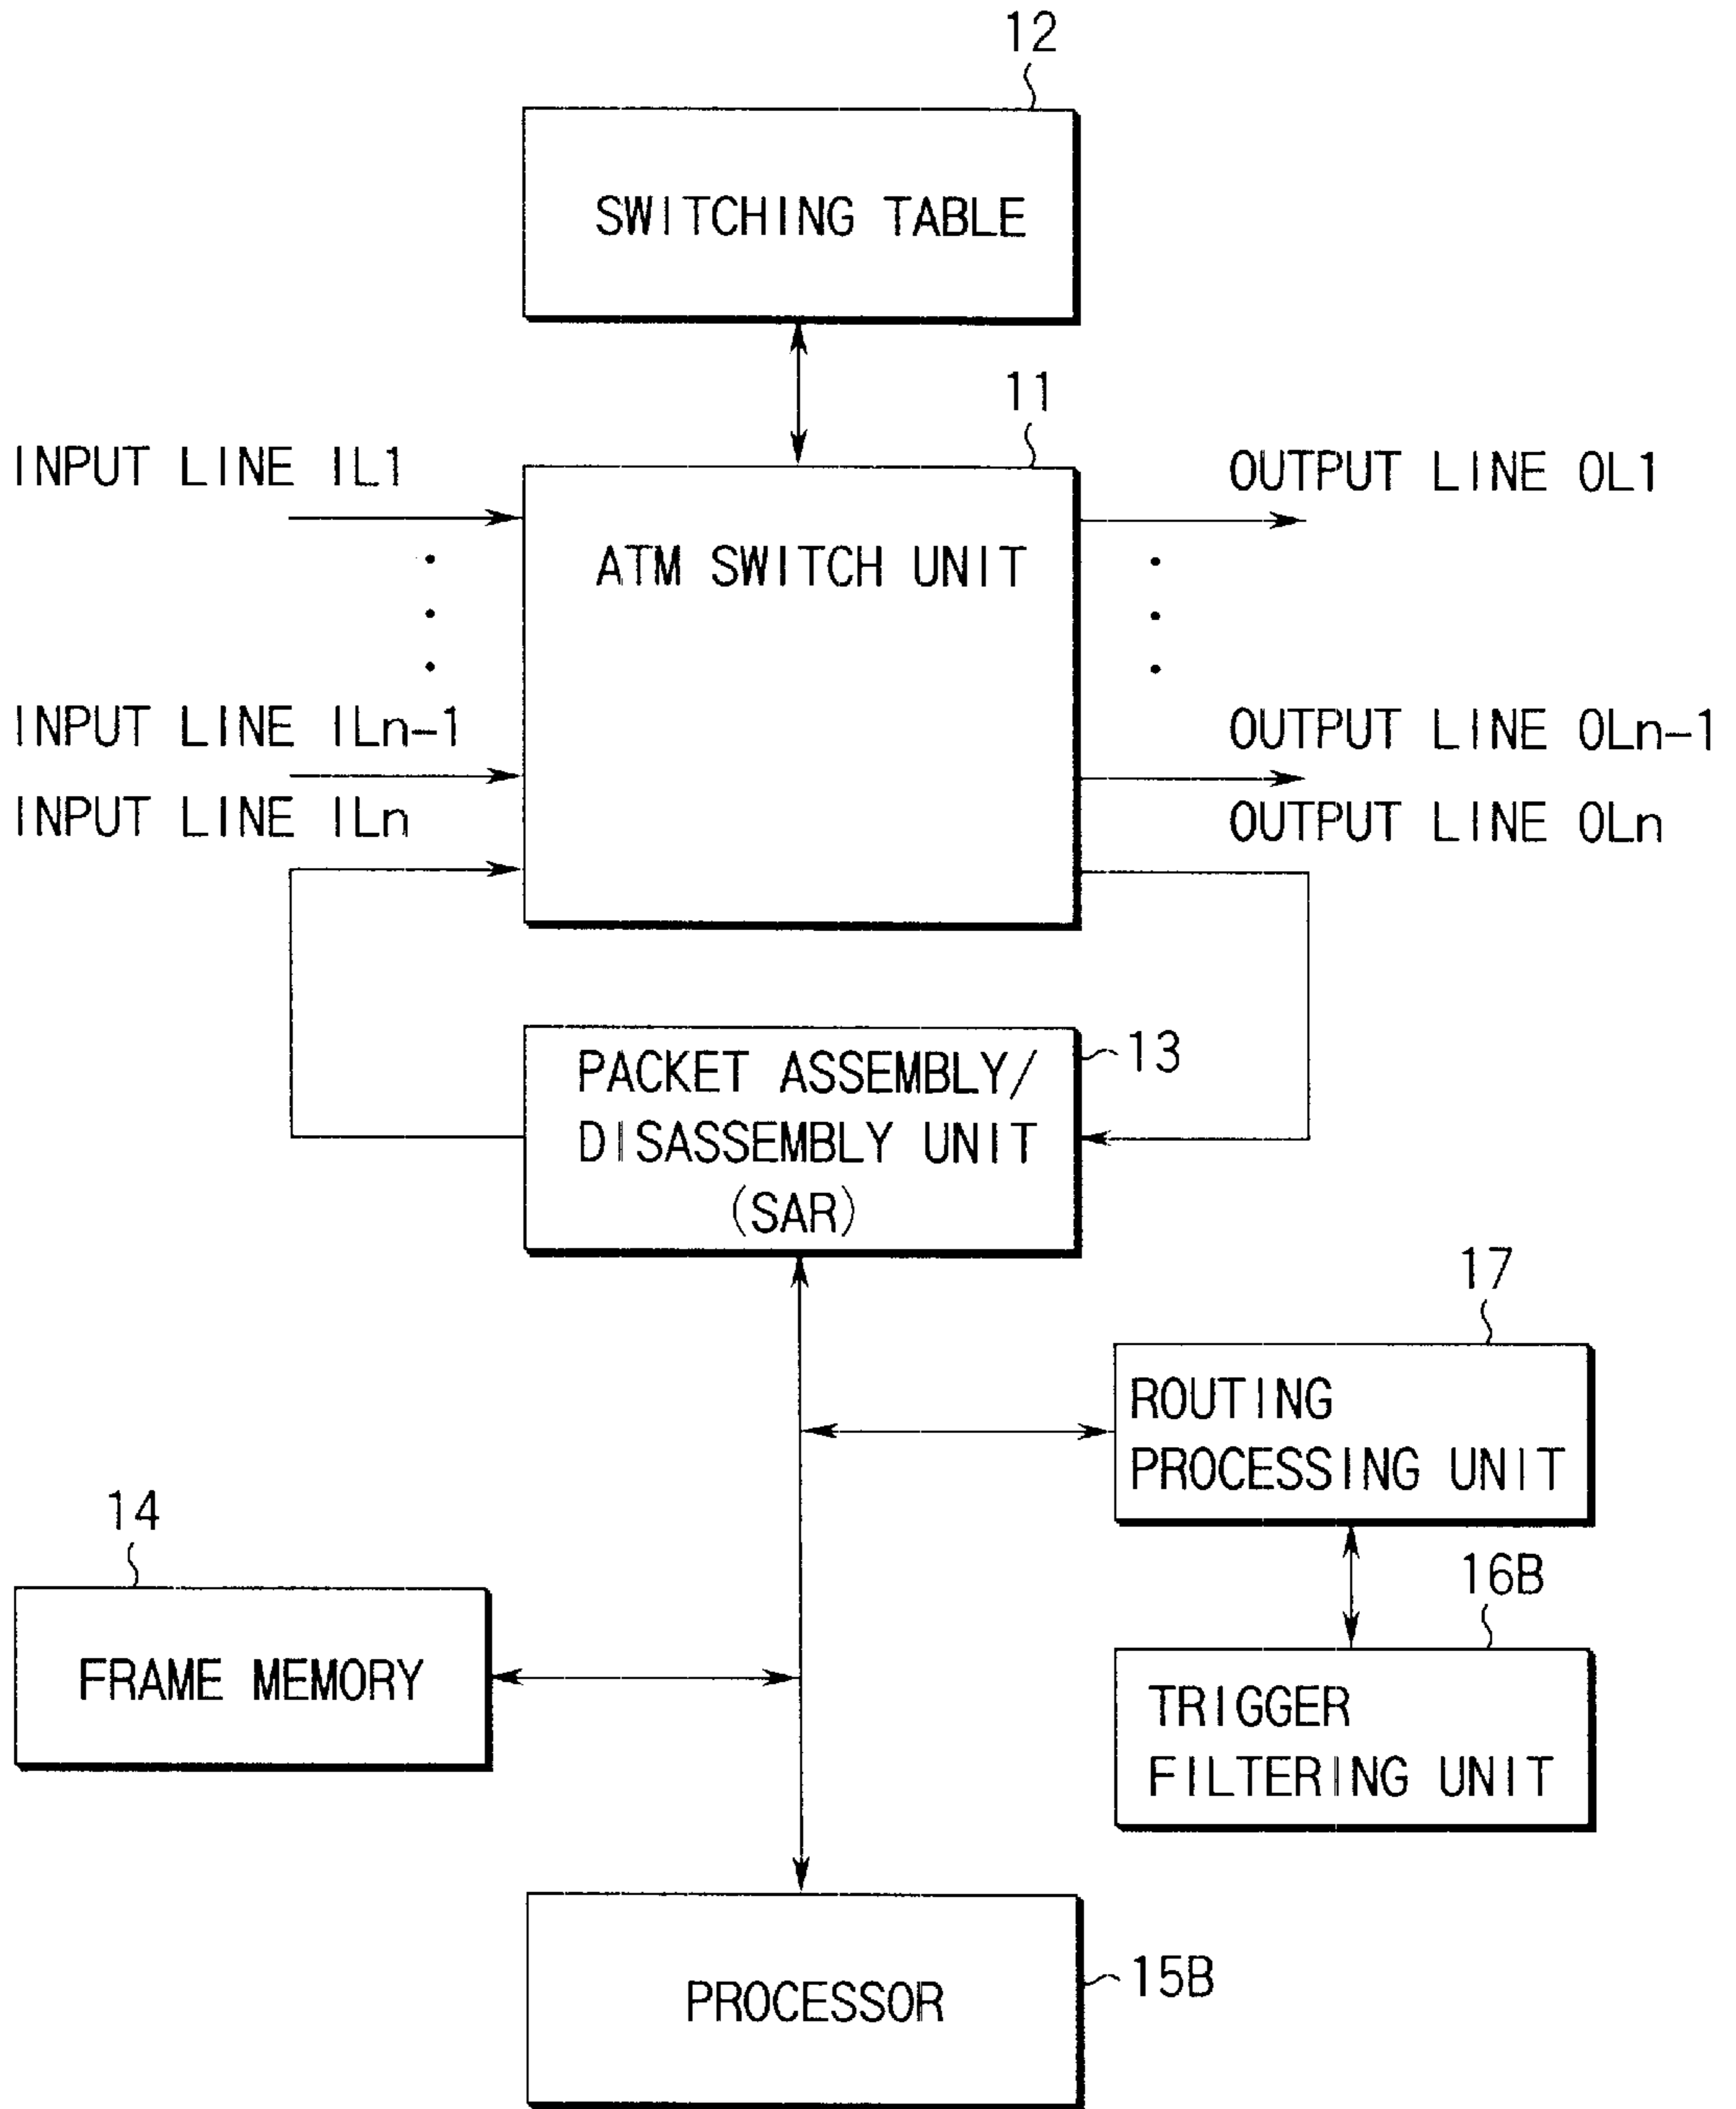 12
SWITCHING TABLE
11
INPUT LINE IL1
OUTPUT LINE OL1
ATM SWITCH UNIT
INPUT LINE ILn-1
OUTPUT LINE OLn-1
INPUT LINE ILn
OUTPUT LINE OLn
13
PACKET ASSEMBLY/
DISASSEMBLY UNIT
(SAR)
17
ROUTING
PROCESSING UNIT
14
16B
FRAME MEMORY
TRIGGER
FILTERING UNIT
15B
PROCESSOR